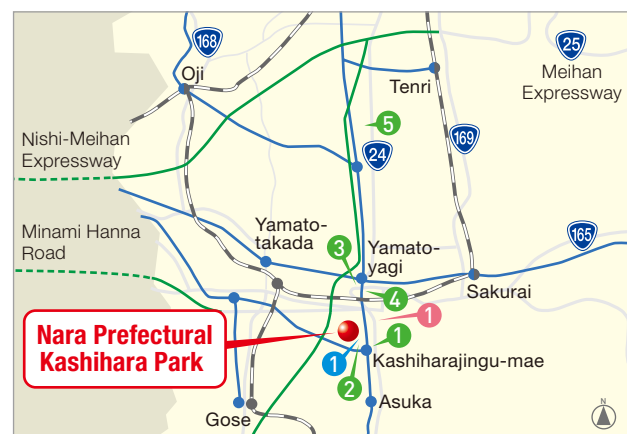 168
25
Oji
Meihan
Expressway
Tenri
5
Nishi-Meihan
Expressway
169
24
Minami Hanna
Road
Yamato-
takada
165
3
Yamato-
yagi
Sakurai
4
1
Nara Prefectural
Kashihara Park
1
1
Kashiharajingu-mae
2
Asuka
Gose
N